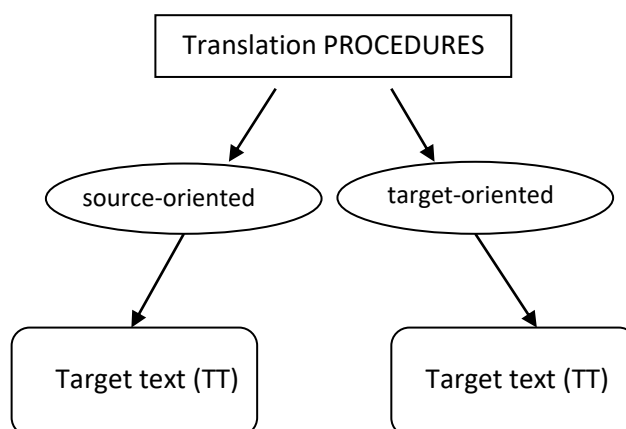 Translation PROCEDURES
source-oriented
target-oriented
Target text (TT)
Target text (TT)